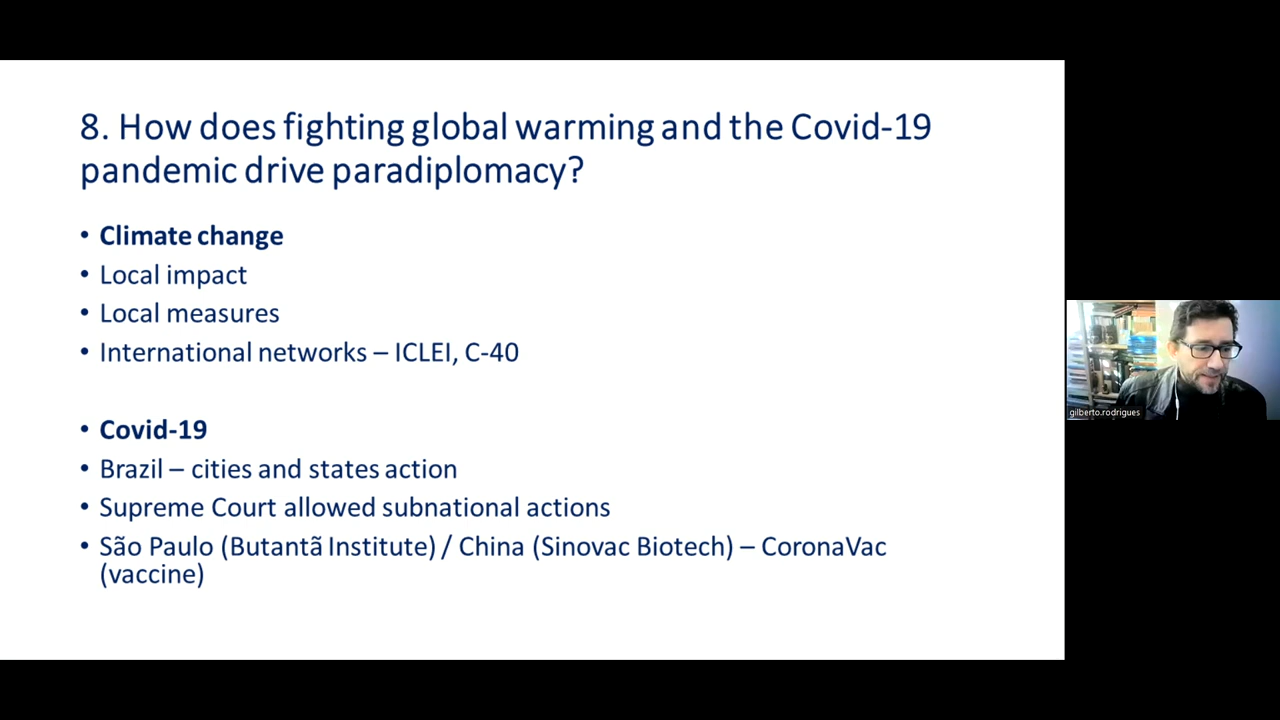 8. How does fighting global warming and the Covid-19
pandemic drive paradiplomacy?
• Climate change
• Local impact
• Local measures
• International networks – ICLEI, C-40
• Covid-19
• Brazil – cities and states action
• Supreme Court allowed subnational actions
• São Paulo (Butantã Institute) / China (Sinovac Biotech) – CoronaVac
(vaccine)
gilberto.rodrigues